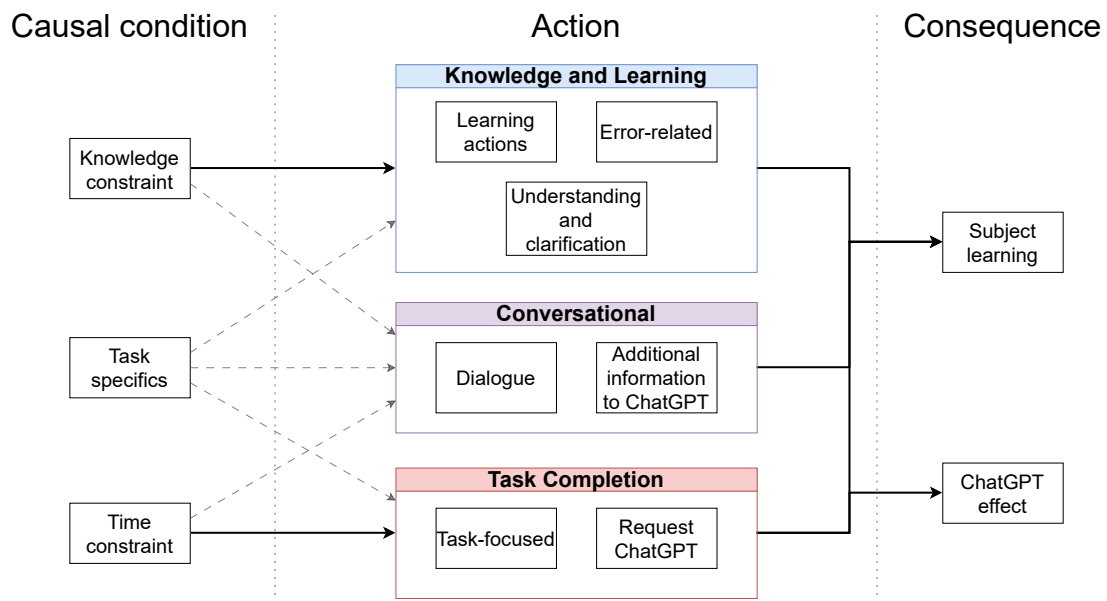 Causal condition
Action
Consequence
Knowledge and Learning
Learning
actions
Error-related
Understanding
and
clarification
Knowledge
constraint
Subject
learning
Conversational
Dialogue
Additional
information
to ChatGPT
Task
specifics
Task Completion
Task-focused
Request
ChatGPT
Time
constraint
ChatGPT
effect